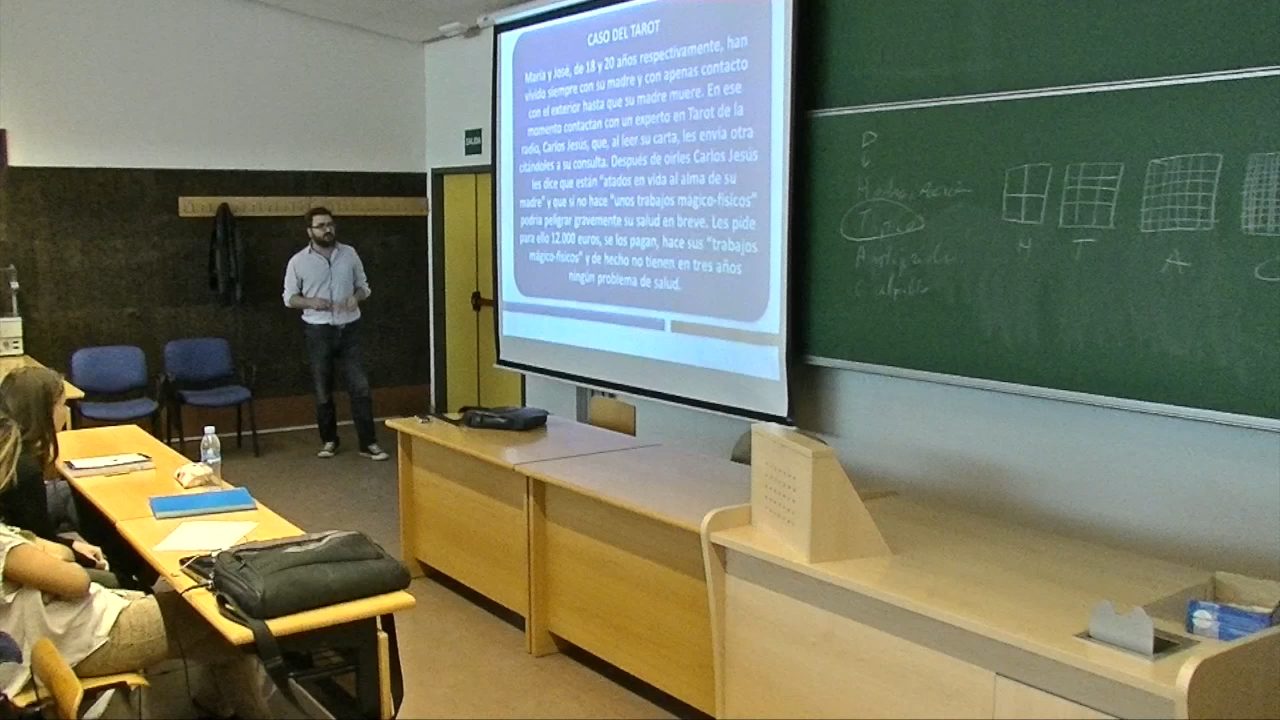 CASO DEL TAROT
María y José, de 18 y 20 años respectivamente, han
vivido siempre con su madre y con apenas contacto
con el exterior hasta que su madre muere. En ese
momento contactan con un experto en Tarot de la
radio, Carlos Jesús, que, al leer su carta, les envía otra
citándoles a su consulta. Después de oirles Carlos Jesús
les dice que están "atados en vida al alma de su
madre" y que si no hace "unos trabajos mágico-físicos"
podría peligrar gravemente su salud en breve. Les pide
para ello 12.000 euros, se los pagan, hace sus "trabajos
mágico-físicos" y de hecho no tienen en tres años
ningún problema de salud.
SALIDA
H T A